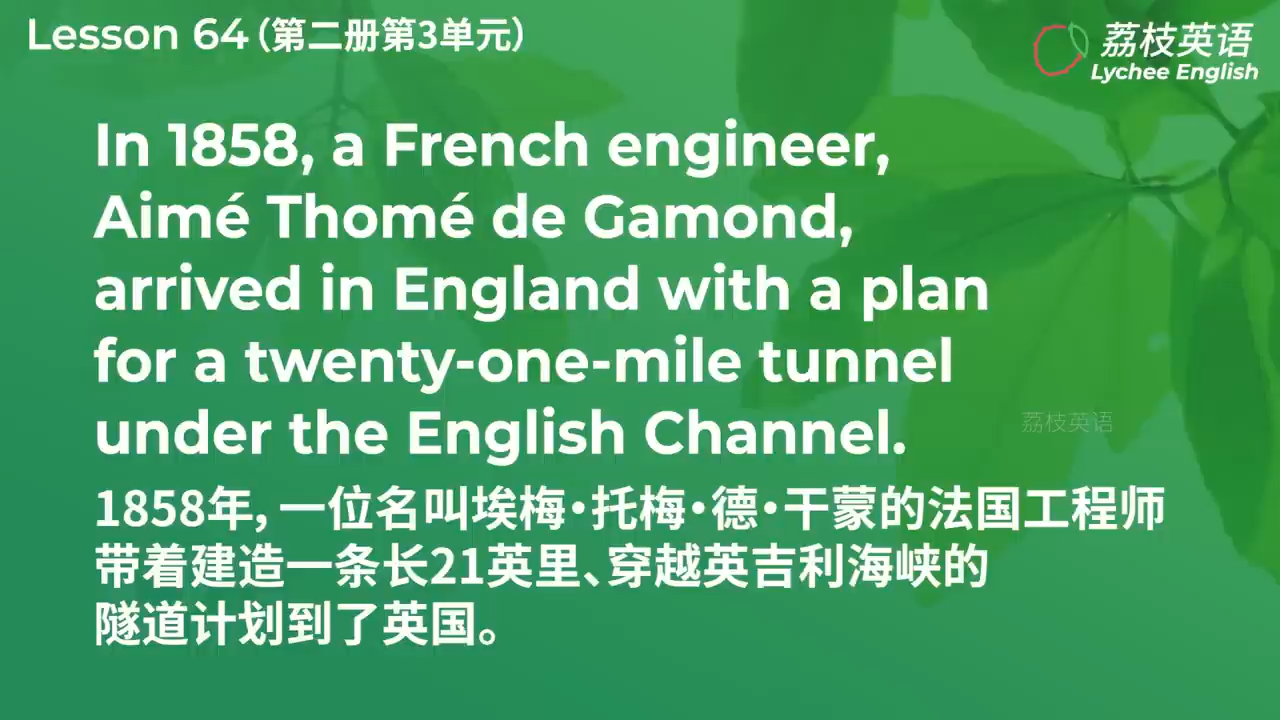 Lesson 64（第二册第3单元）
荔枝英语
Lychee English
In 1858, a French engineer,
Aimé Thomé de Gamond,
arrived in England with a plan
for a twenty-one-mile tunnel
under the English Channel.
荔枝英语
1858年，一位名叫埃梅·托梅·德·干蒙的法国工程师
带着建造一条长21英里、穿越英吉利海峡的
隧道计划到了英国。